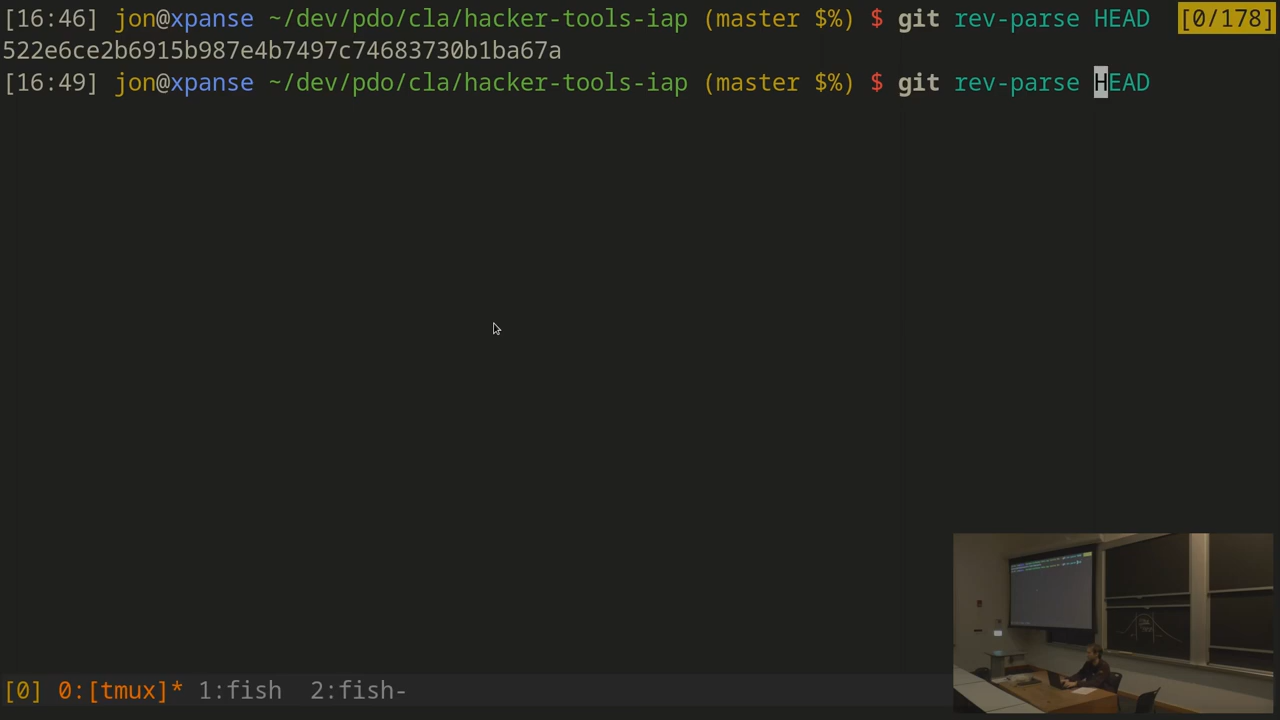 [16:46] jon@xpanse ~/dev/pdo/cla/hacker-tools-iap (master $%) $ git rev-parse HEAD [0/178]
522e6ce2b6915b987e4b7497c74683730b1ba67a
[16:49] jon@xpanse ~/dev/pdo/cla/hacker-tools-iap (master $%) $ git rev-parse HEAD
[0] 0:[tmux]* 1:fish 2:fish-